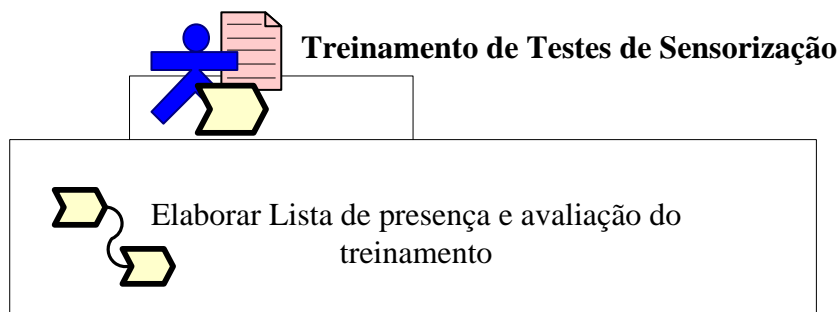 Treinamento de Testes de Sensorização
Elaborar Lista de presença e avaliação do
treinamento